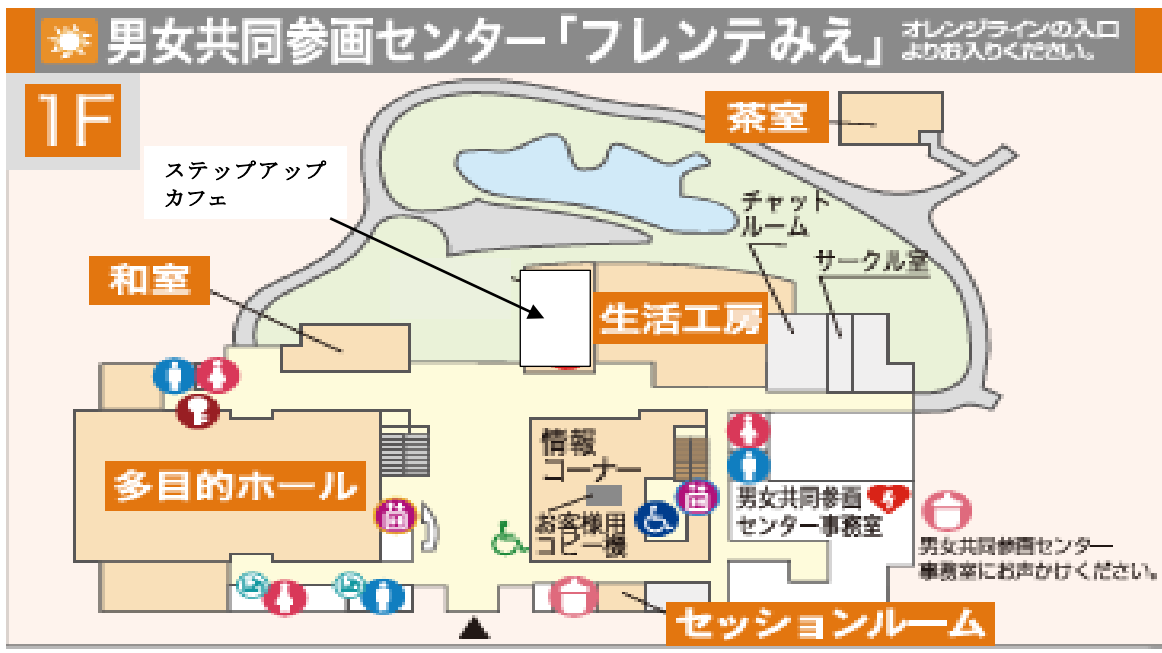 男女共同参画センター「フレンテみえ」
オレンジラインの入口
よりお入りください。
1F
茶室
ステップアップ
カフェ
チャット
ルーム
サークル室
和室
生活工房
情報
コーナー
多目的ホール
お客様用
コピー機
男女共同参画
センター事務室
男女共同参画センター
事務室にお声かけください。
セッションルーム